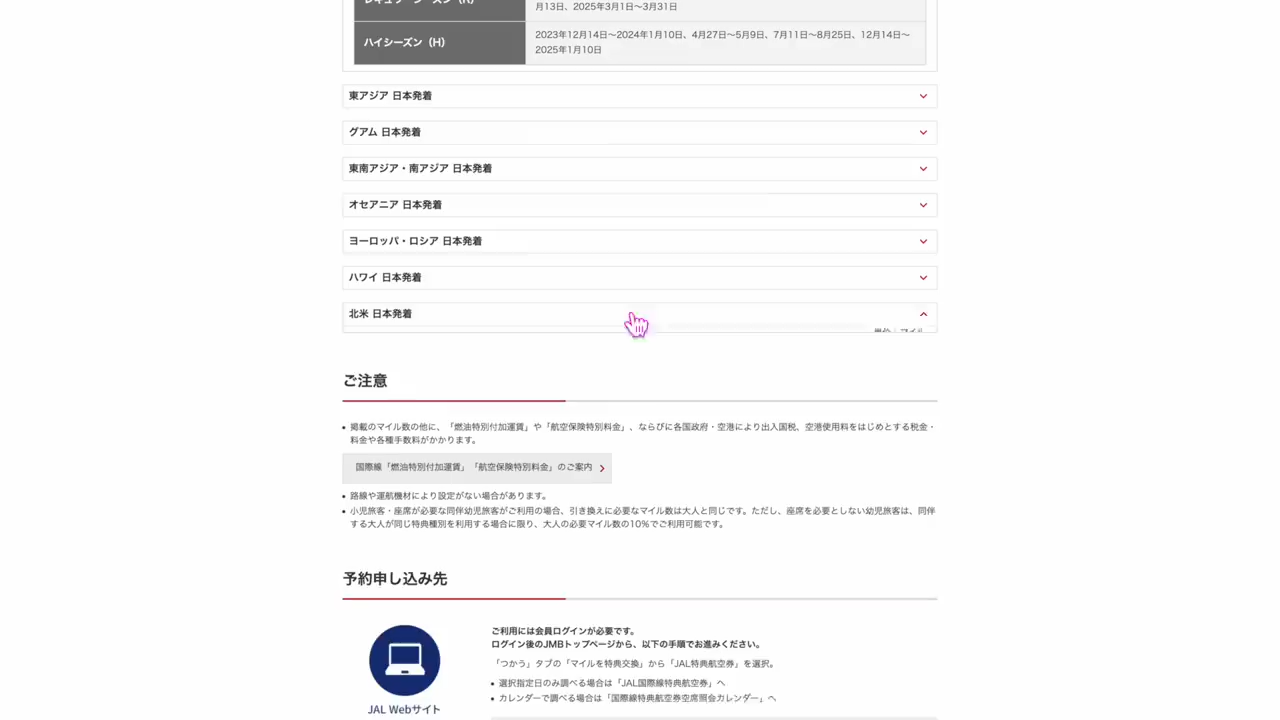 月13日、2025年3月1日～3月31日
ハイシーズン（H）
2023年12月14日～2024年1月10日、4月27日～5月9日、7月11日～8月25日、12月14日～
2025年1月10日
東アジア 日本発着
グアム 日本発着
東南アジア・南アジア 日本発着
オセアニア 日本発着
ヨーロッパ・ロシア 日本発着
ハワイ 日本発着
北米 日本発着
ご注意
掲載のマイル数の他に、「燃油特別付加運賃」や「航空保険特別料金」、ならびに各国政府・空港により出入国税、空港使用料をはじめとする税金・
料金や各種手数料がかかります。
国際線「燃油特別付加運賃」「航空保険特別料金」のご案内
路線や運航機材により設定がない場合があります。
小児旅客・座席が必要な同伴幼児旅客がご利用の場合、引き換えに必要なマイル数は大人と同じです。ただし、座席を必要としない幼児旅客は、同伴
する大人が同じ特典種別を利用する場合に限り、大人の必要マイル数の10％でご利用可能です。
予約申し込み先
ご利用には会員ログインが必要です。
ログイン後のJMBトップページから、以下の手順でお進みください。
「つかう」タブの「マイルを特典交換」から「JAL特典航空券」を選択。
選択指定日のみ調べる場合は「JAL国際線特典航空券」へ
カレンダーで調べる場合は「国際線特典航空券空席照会カレンダー」へ
JAL Webサイト